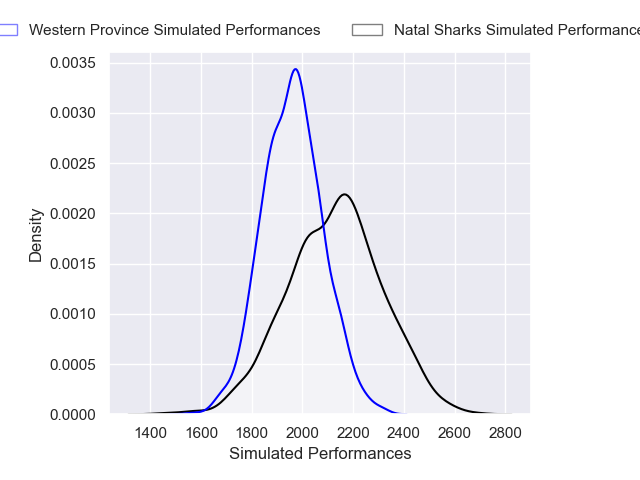 Western Province Simulated Performances
Natal Sharks Simulated Performance
0.0035
0.0030
0.0025
0.0020
0.0015
0.0010
0.0005
0.0000
Density
1400 1600 1800 2000 2200 2400 2600 2800
Simulated Performances